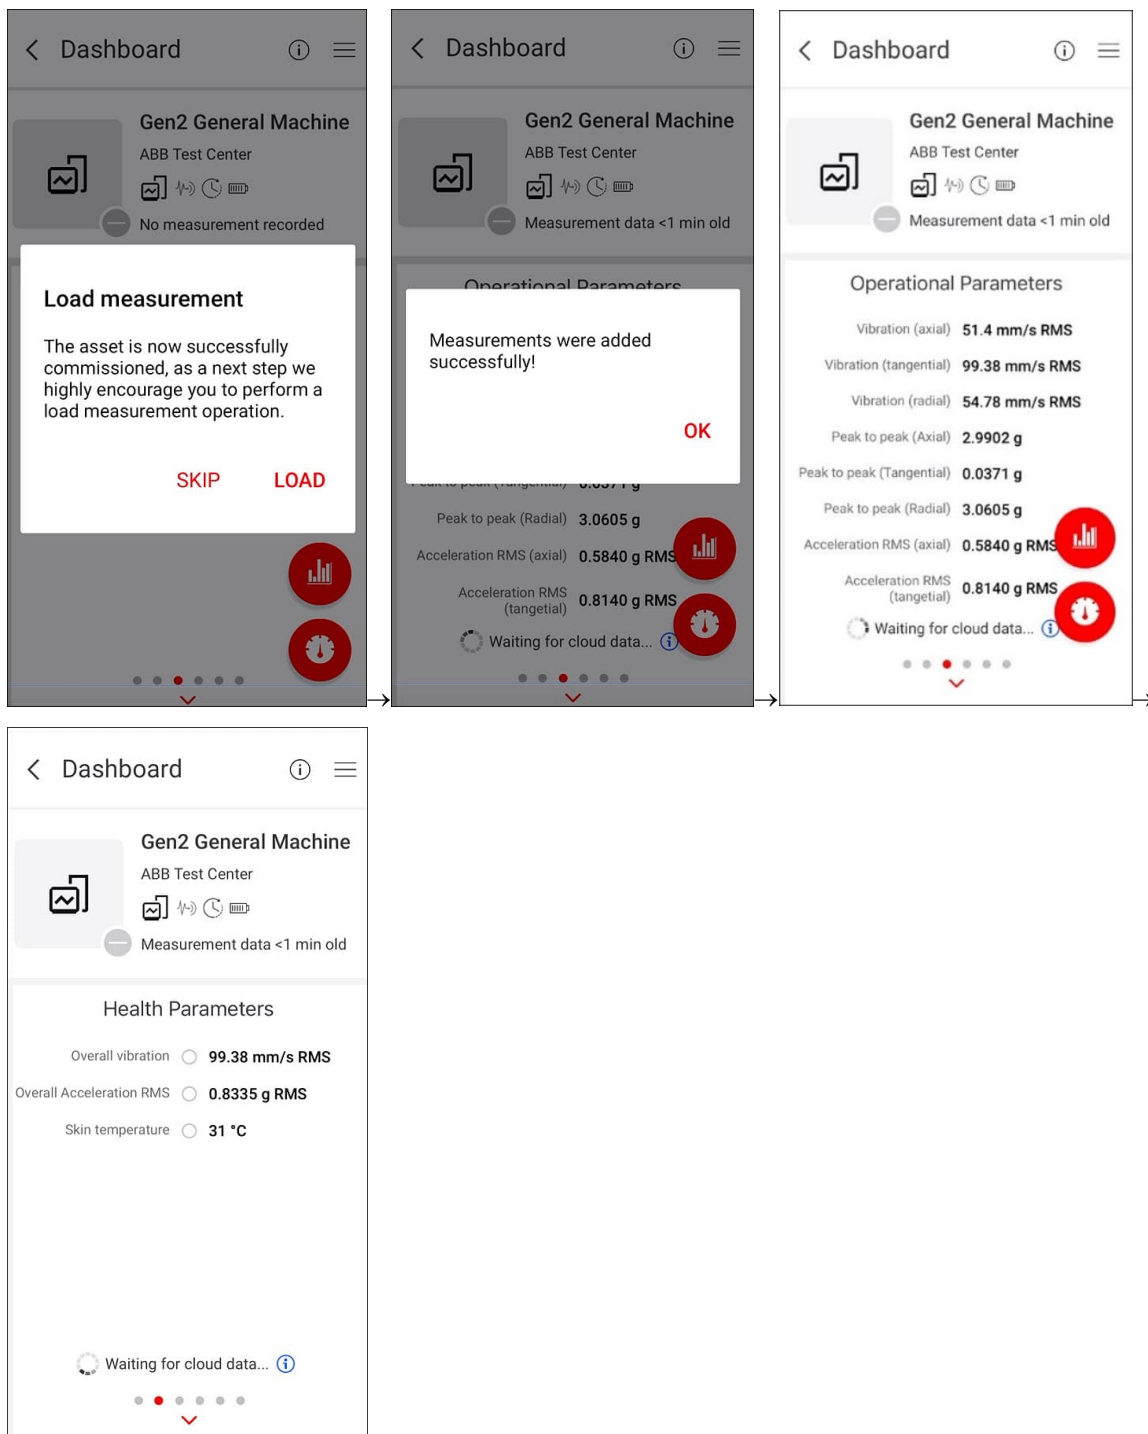 Dashboard
Gen2 General Machine
ABB Test Center
No measurement recorded
Load measurement
The asset is now successfully
commissioned, as a next step we
highly encourage you to perform a
load measurement operation.
SKIP LOAD
→
Dashboard
Gen2 General Machine
ABB Test Center
Measurement data <1 min old
Operational Parameters
Measurements were added
successfully!
OK
Peak to peak (Tangential) 0.0371 g
Peak to peak (Radial) 3.0605 g
Acceleration RMS (axial) 0.5840 g RMS
Acceleration RMS
(tangetial) 0.8140 g RMS
Waiting for cloud data...
→
Dashboard
Gen2 General Machine
ABB Test Center
Measurement data <1 min old
Operational Parameters
Vibration (axial) 51.4 mm/s RMS
Vibration (tangential) 99.38 mm/s RMS
Vibration (radial) 54.78 mm/s RMS
Peak to peak (Axial) 2.9902 g
Peak to peak (Tangential) 0.0371 g
Peak to peak (Radial) 3.0605 g
Acceleration RMS (axial) 0.5840 g RMS
Acceleration RMS
(tangetial) 0.8140 g RMS
Waiting for cloud data...
→
Dashboard
Gen2 General Machine
ABB Test Center
Measurement data <1 min old
Health Parameters
Overall vibration 99.38 mm/s RMS
Overall Acceleration RMS 0.8335 g RMS
Skin temperature 31 °C
Waiting for cloud data...